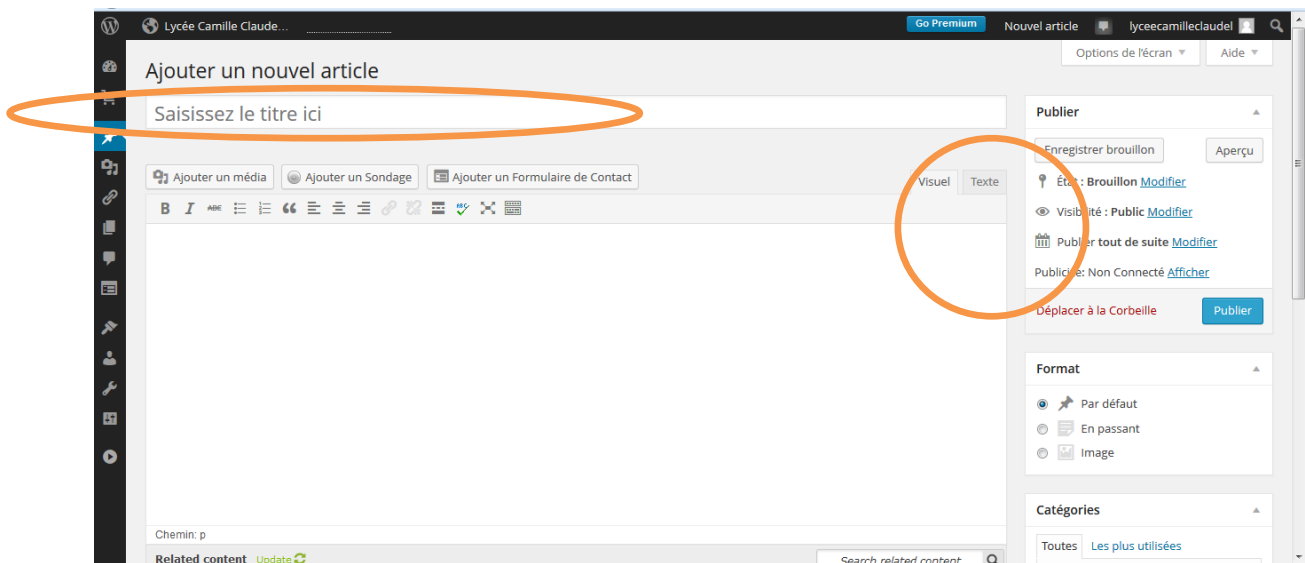 Lycée Camille Claude...
Go Premium
Nouvel article
lyceecamilleclaudel
Options de l'écran
Aide
Ajouter un nouvel article
Saisissez le titre ici
Ajouter un média
Ajouter un Sondage
Ajouter un Formulaire de Contact
Visuel
Texte
B I ABC
ABC
Chemin: p
Related content Update
Search related content
Publier
Enregistrer brouillon
Aperçu
État : Brouillon Modifier
Visibilité : Public Modifier
Publier tout de suite Modifier
Publicise: Non Connecté Afficher
Déplacer à la Corbeille
Publier
Format
Par défaut
En passant
Image
Catégories
Toutes
Les plus utilisées